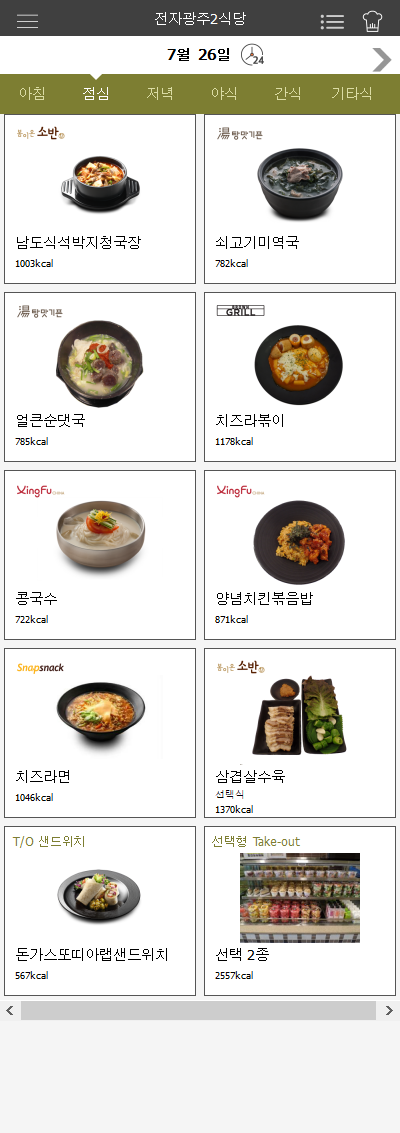 전자광주2식당
7월 26일 24
아침 점심 저녁 야식 간식 기타식
봄이온 소반
남도식석박지청국장
1003kcal
湯 탕맛기픈
쇠고기미역국
782kcal
湯 탕맛기픈
얼큰순댓국
785kcal
GRILL
치즈라볶이
1178kcal
XingFu
콩국수
722kcal
XingFu
양념치킨볶음밥
871kcal
Snapsnack
치즈라면
1046kcal
봄이온 소반
삼겹살수육
선택식
1370kcal
T/O 샌드위치
돈가스또띠아랩샌드위치
567kcal
선택형 Take-out
선택 2종
2557kcal